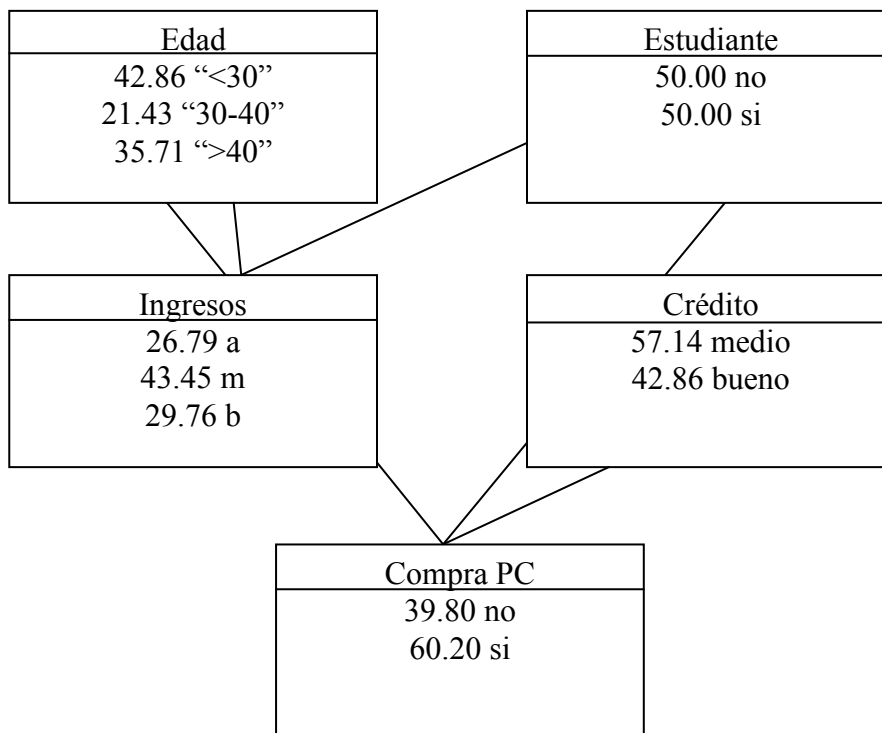 Edad
42.86 “<30”
21.43 “30-40”
35.71 “>40”
Estudiante
50.00 no
50.00 si
Ingresos
26.79 a
43.45 m
29.76 b
Crédito
57.14 medio
42.86 bueno
Compra PC
39.80 no
60.20 si